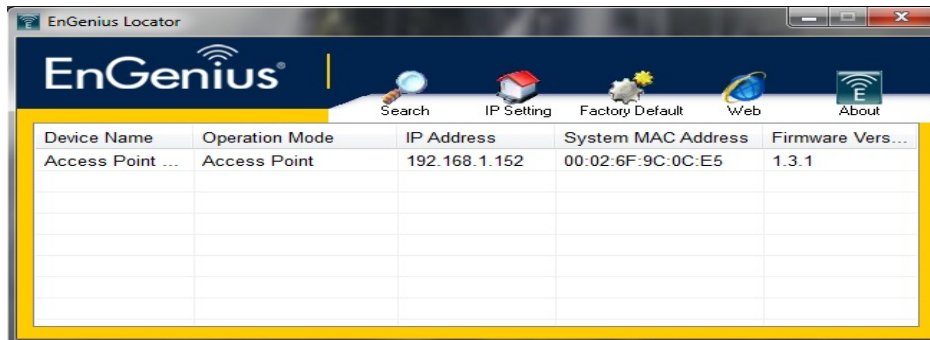 EnGenius Locator
EnGenius®
Search IP Setting Factory Default Web About
Device Name Operation Mode IP Address System MAC Address Firmware Vers...
Access Point ... Access Point 192.168.1.152 00:02:6F:9C:0C:E5 1.3.1